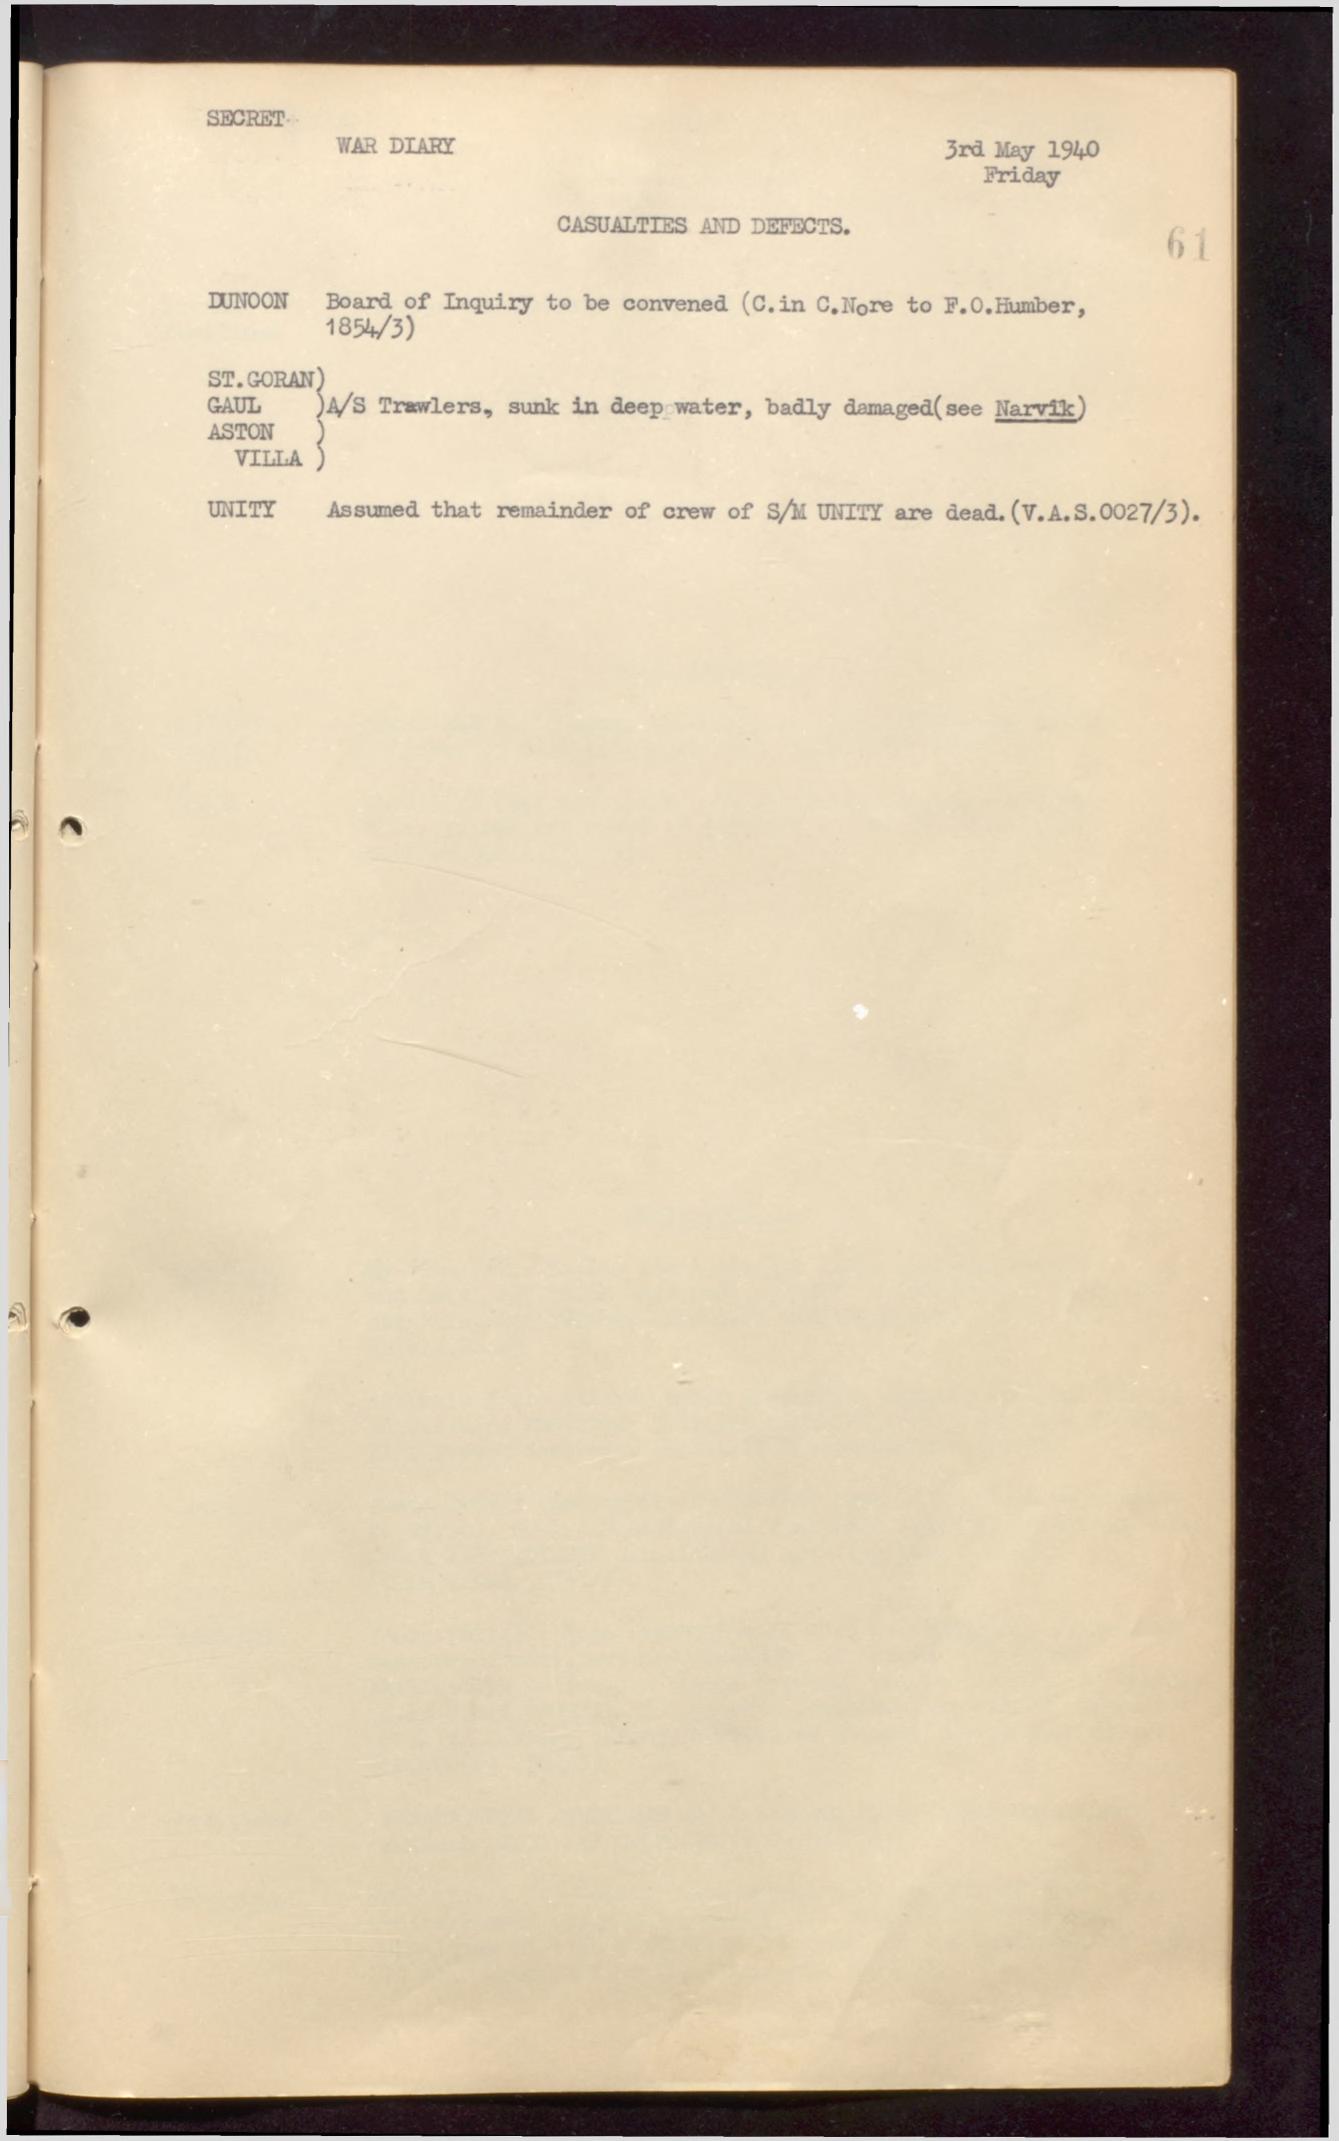 SECRET
WAR DIARY
3rd May 1940
Friday
CASUALTIES AND DEFECTS.
61
DUNOON Board of Inquiry to be convened (C.in C.Nore to F.O.Humber,
1854/3)
ST.GORAN)
GAUL )A/S Trawlers, sunk in deep water, badly damaged(see Narvik)
ASTON )
VILLA )
UNITY Assumed that remainder of crew of S/M UNITY are dead.(V.A.S.0027/3).